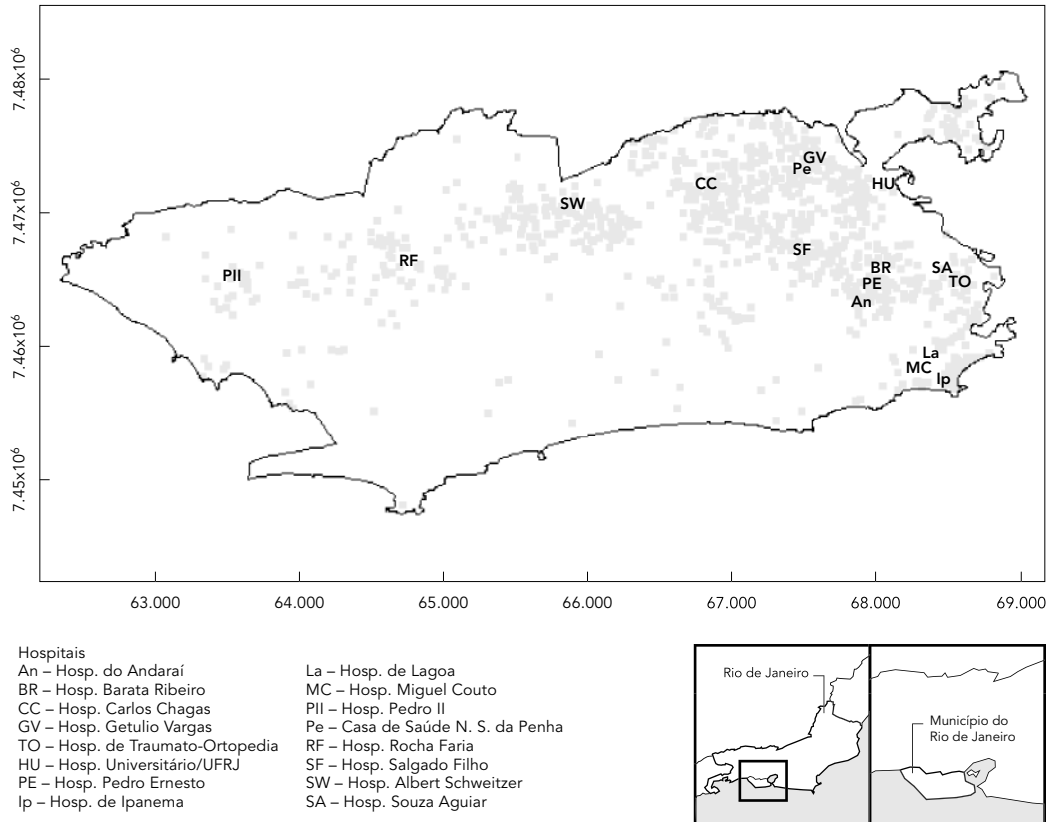 7.48x10⁶
7.47x10⁶
7.46x10⁶
7.45x10⁶
GV
Pe
CC
HU
SW
SF
RF
BR
SA
PII
PE
TO
An
La
MC
Ip
63.000 64.000 65.000 66.000 67.000 68.000 69.000
Hospitais
An – Hosp. do Andaraí
BR – Hosp. Barata Ribeiro
CC – Hosp. Carlos Chagas
GV – Hosp. Getulio Vargas
TO – Hosp. de Traumato-Ortopedia
HU – Hosp. Universitário/UFRJ
PE – Hosp. Pedro Ernesto
Ip – Hosp. de Ipanema
La – Hosp. de Lagoa
MC – Hosp. Miguel Couto
PII – Hosp. Pedro II
Pe – Casa de Saúde N. S. da Penha
RF – Hosp. Rocha Faria
SF – Hosp. Salgado Filho
SW – Hosp. Albert Schweitzer
SA – Hosp. Souza Aguiar
Rio de Janeiro
Município do
Rio de Janeiro